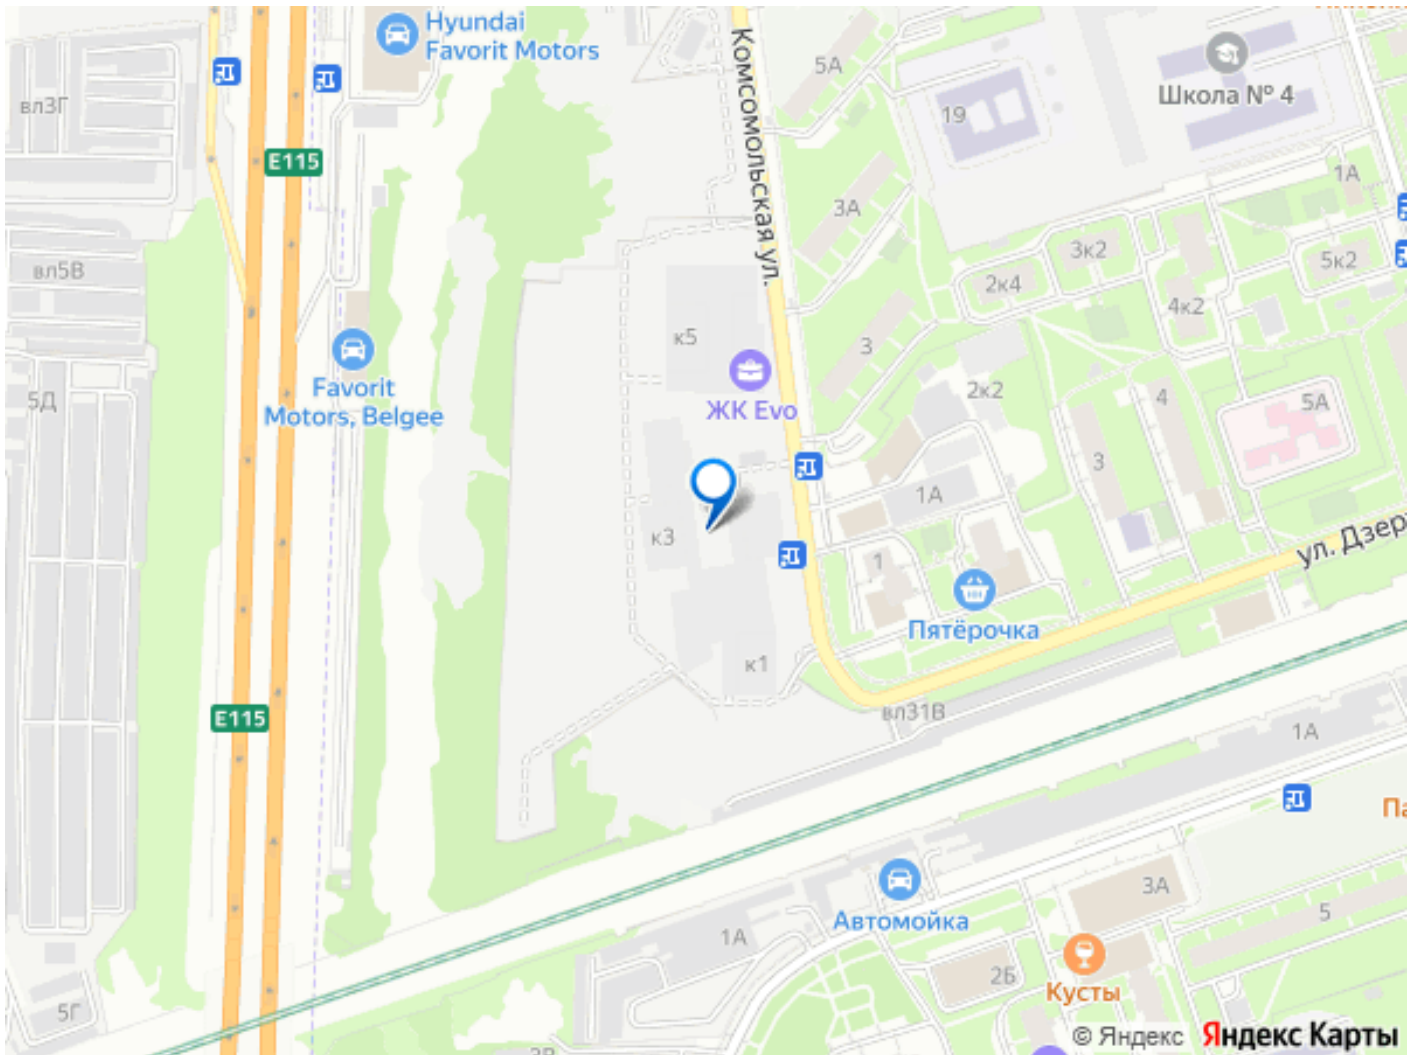 Hyundai
Favorit Motors
вл3Г
E115
Комсомольская ул.
5А
19
Школа № 4
1А
3А
3к2
5к2
2к4
4к2
вл5В
к5
3
Favorit
Motors, Belgee
5Д
ЖК Evo
2к2
4
5А
3
1А
к3
1
ул. Дзер
Пятёрочка
к1
E115
вл31В
1А
Автомойка
3А
5
1А
2Б
Кусты
5Г
© Яндекс Яндекс Карты